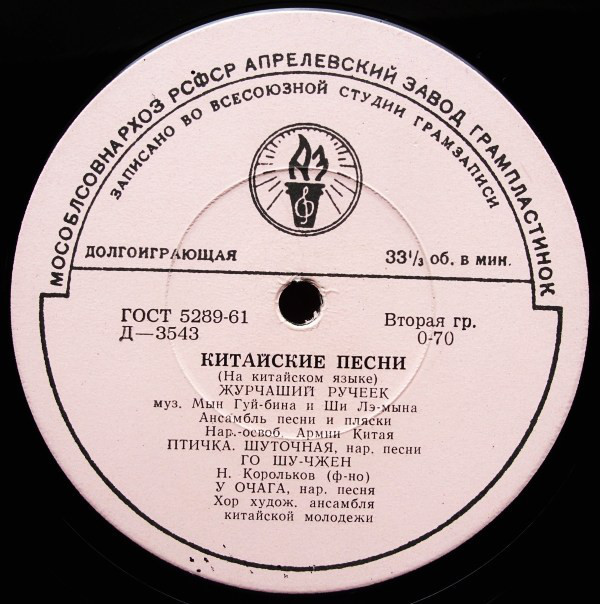 МОСОБЛСОВНАРХОЗ РСФСР АПРЕЛЕВСКИЙ ЗАВОД ГРАМПЛАСТИНОК
ЗАПИСАНО ВО ВСЕСОЮЗНОЙ СТУДИИ ГРАМЗАПИСИ
АЗ
ДОЛГОИГРАЮЩАЯ 33⅓ об. в мин.
ГОСТ 5289-61 Вторая гр.
Д—3543 0-70
КИТАЙСКИЕ ПЕСНИ
(На китайском языке)
ЖУРЧАШИЙ РУЧЕЕК
муз. Мын Гуй-бина и Ши Лэ-мына
Ансамбль песни и пляски
Нар.-освоб. Армии Китая
ПТИЧКА. ШУТОЧНАЯ, нар. песни
ГО ШУ-ЧЖЕН
Н. Корольков (ф-но)
У ОЧАГА, нар. песня
Хор худож. ансамбля
китайской молодежи